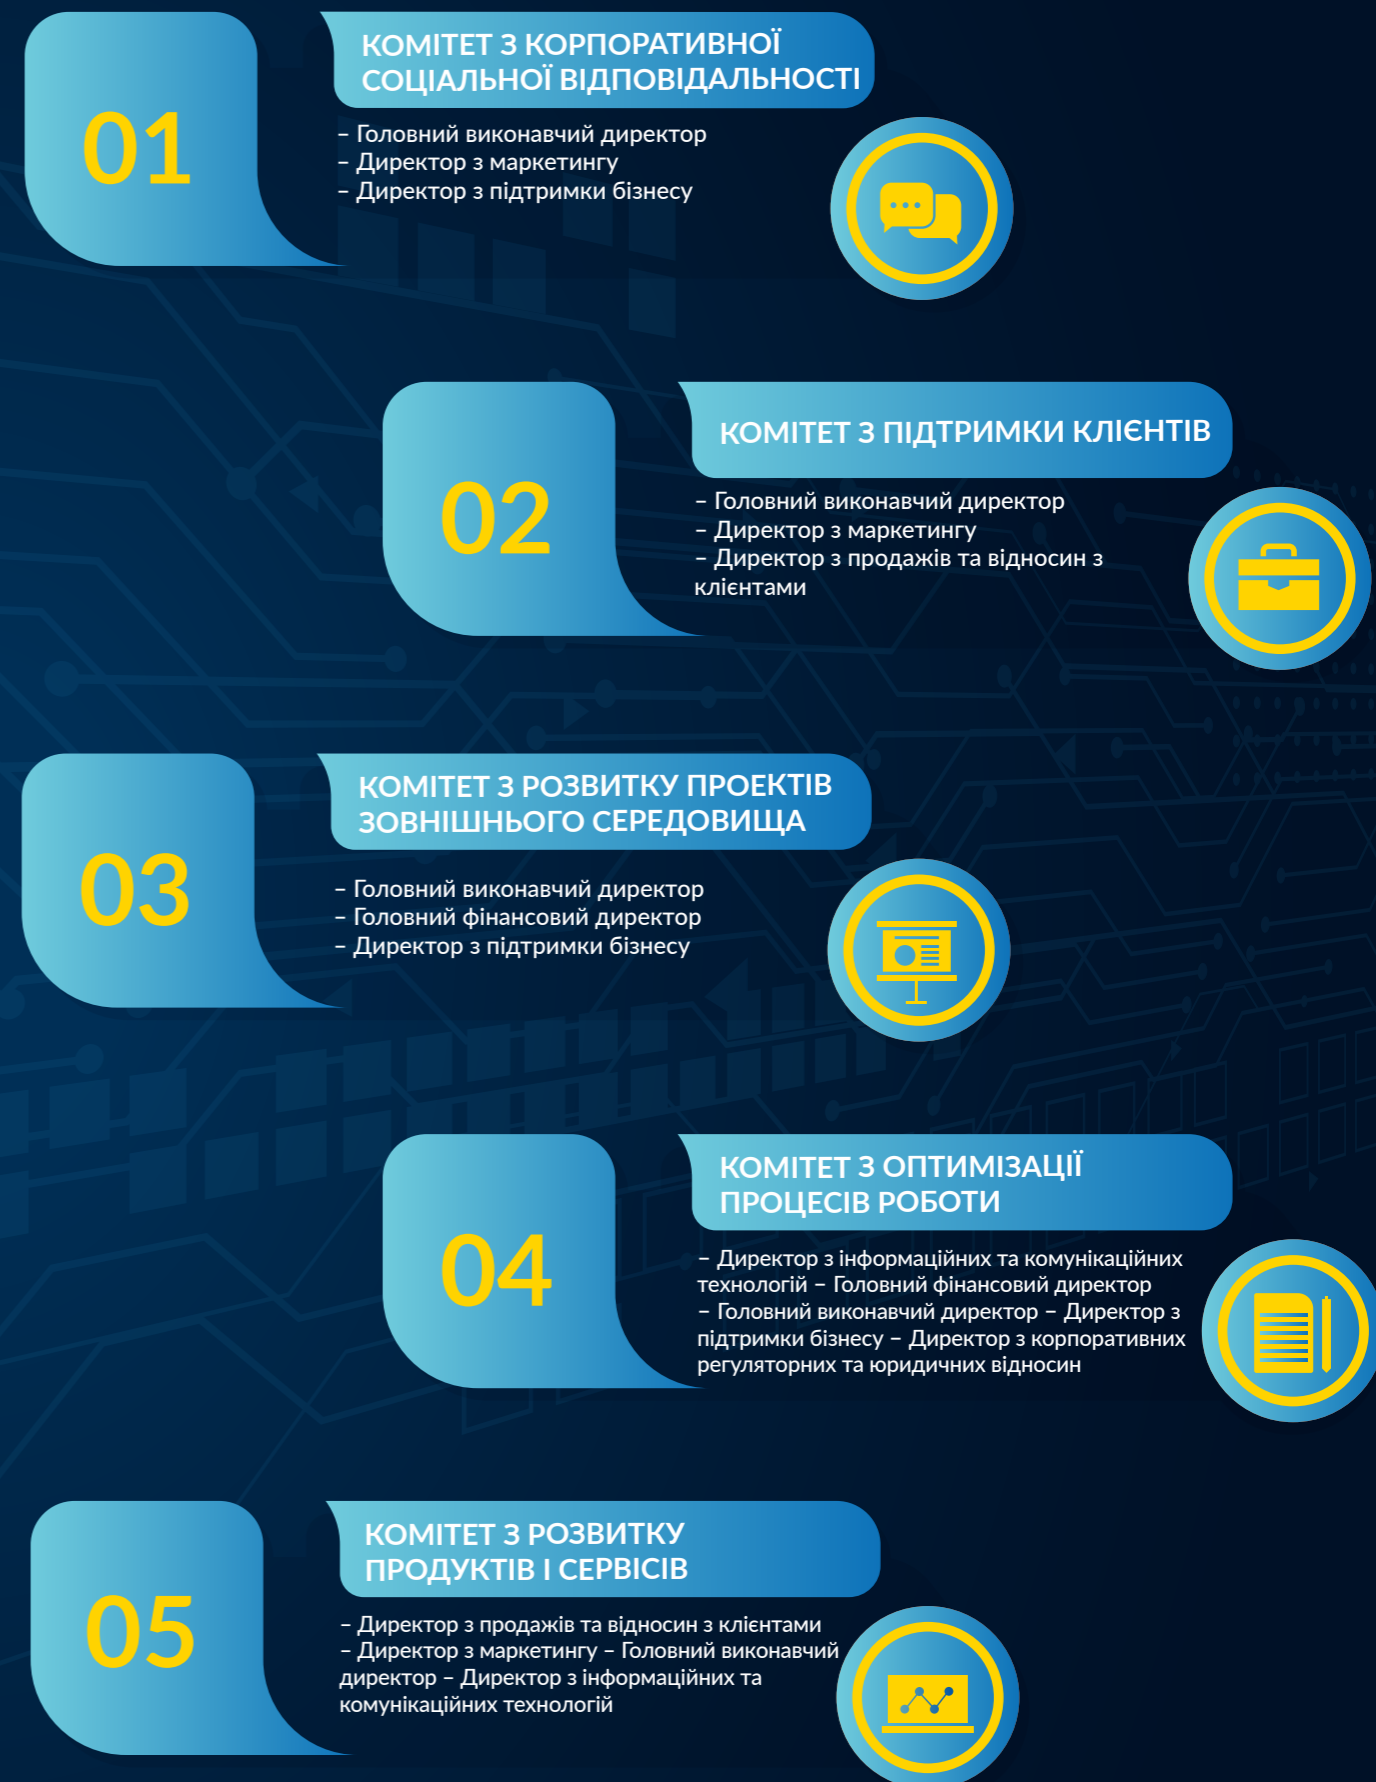 01
КОМІТЕТ З КОРПОРАТИВНОЇ
СОЦІАЛЬНОЇ ВІДПОВІДАЛЬНОСТІ
– Головний виконавчий директор
– Директор з маркетингу
– Директор з підтримки бізнесу
02
КОМІТЕТ З ПІДТРИМКИ КЛІЄНТІВ
– Головний виконавчий директор
– Директор з маркетингу
– Директор з продажів та відносин з
клієнтами
03
КОМІТЕТ З РОЗВИТКУ ПРОЕКТІВ
ЗОВНІШНЬОГО СЕРЕДОВИЩА
– Головний виконавчий директор
– Головний фінансовий директор
– Директор з підтримки бізнесу
04
КОМІТЕТ З ОПТИМІЗАЦІЇ
ПРОЦЕСІВ РОБОТИ
– Директор з інформаційних та комунікаційних
технологій – Головний фінансовий директор
– Головний виконавчий директор – Директор з
підтримки бізнесу – Директор з корпоративних
регуляторних та юридичних відносин
05
КОМІТЕТ З РОЗВИТКУ
ПРОДУКТІВ І СЕРВІСІВ
– Директор з продажів та відносин з клієнтами
– Директор з маркетингу – Головний виконавчий
директор – Директор з інформаційних та
комунікаційних технологій